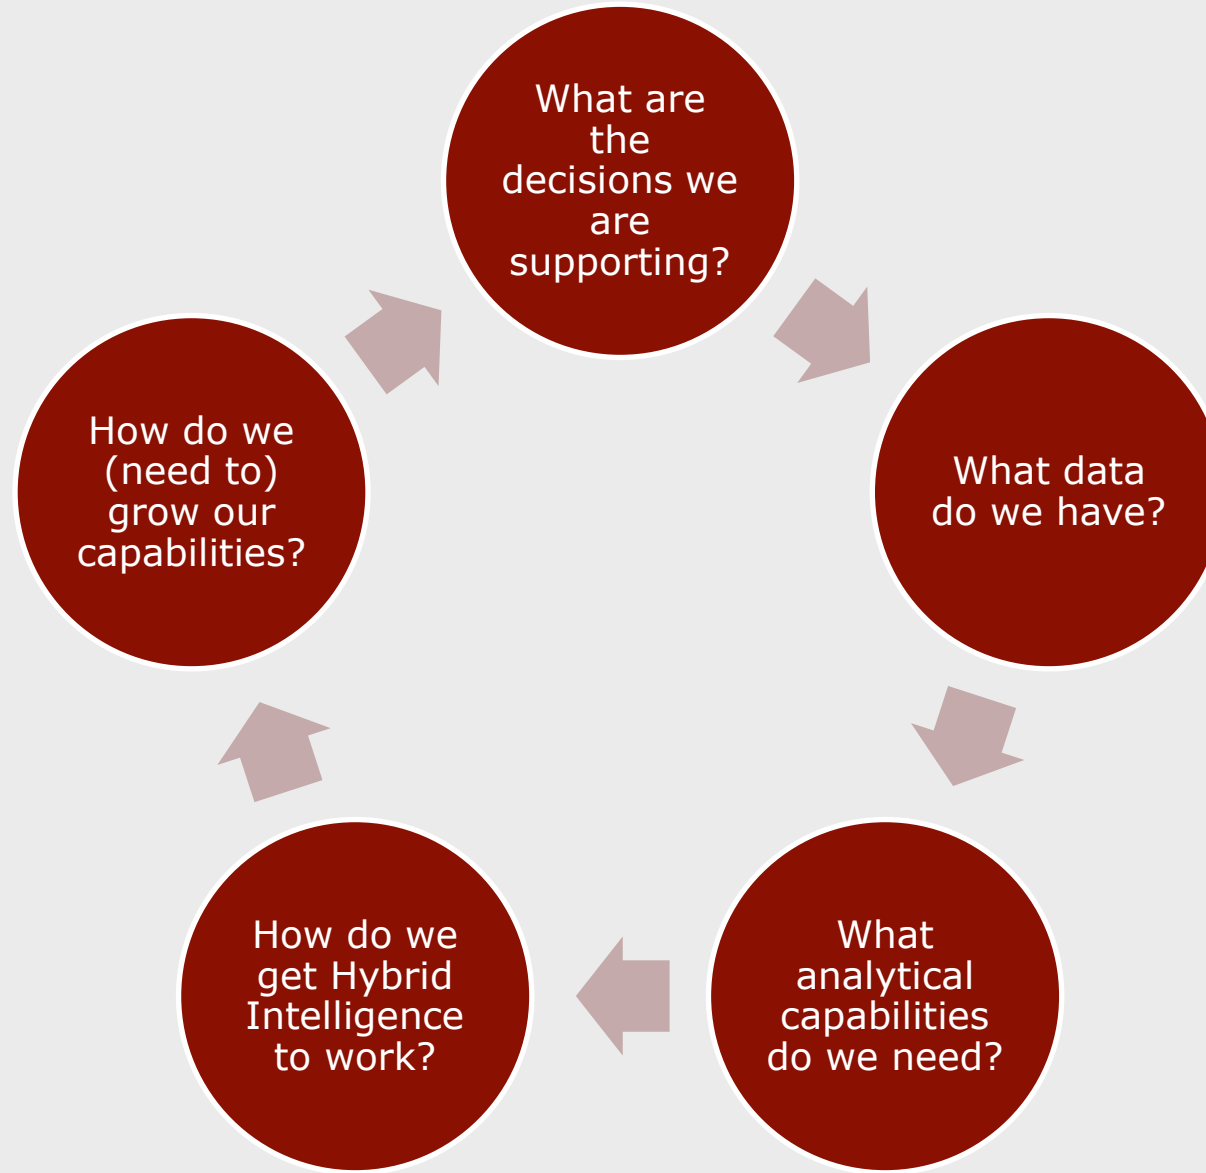 What are
the
decisions we
are
supporting?
What data
do we have?
What
analytical
capabilities
do we need?
How do we
get Hybrid
Intelligence
to work?
How do we
(need to)
grow our
capabilities?